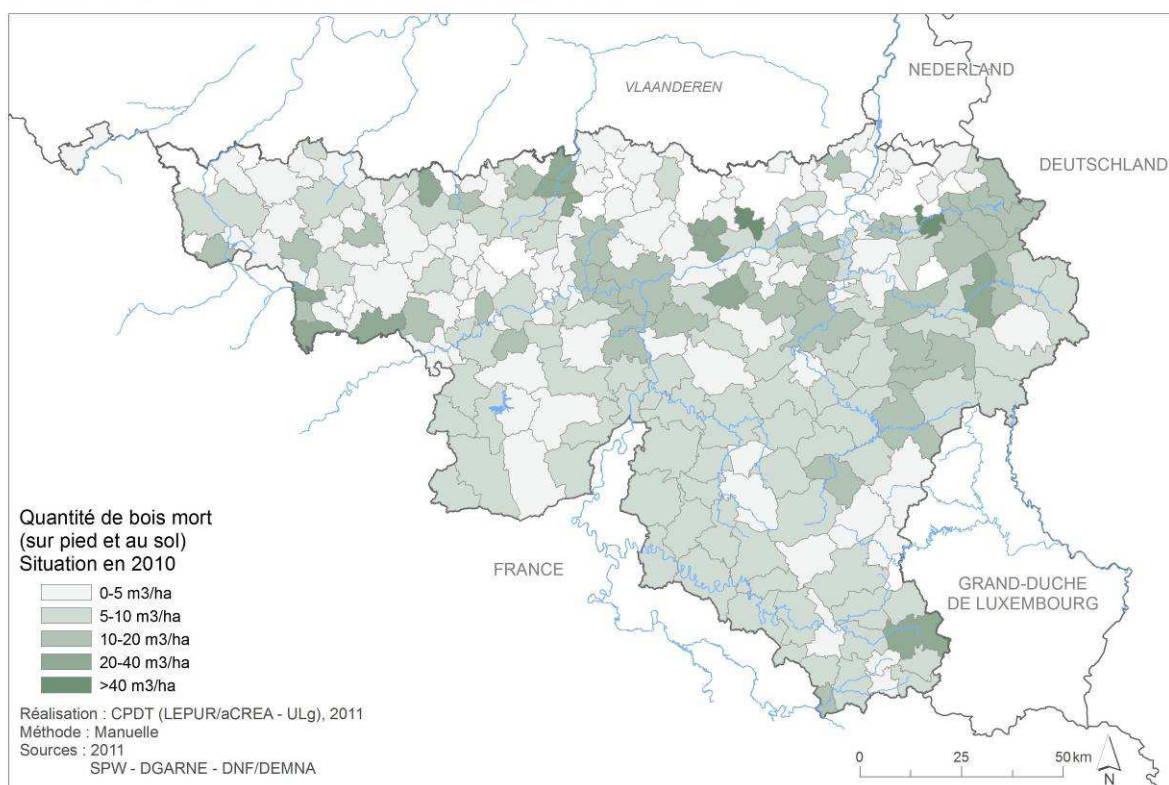 NEDERLAND
VLAANDEREN
DEUTSCHLAND
Quantité de bois mort
(sur pied et au sol)
Situation en 2010
0-5 m3/ha
5-10 m3/ha
10-20 m3/ha
20-40 m3/ha
>40 m3/ha
FRANCE
GRAND-DUCHE
DE LUXEMBOURG
Réalisation : CPDT (LEPUR/aCREA - ULg), 2011
Méthode : Manuelle
Sources : 2011
SPW - DGARNE - DNF/DEMNA
0 25 50 km
N